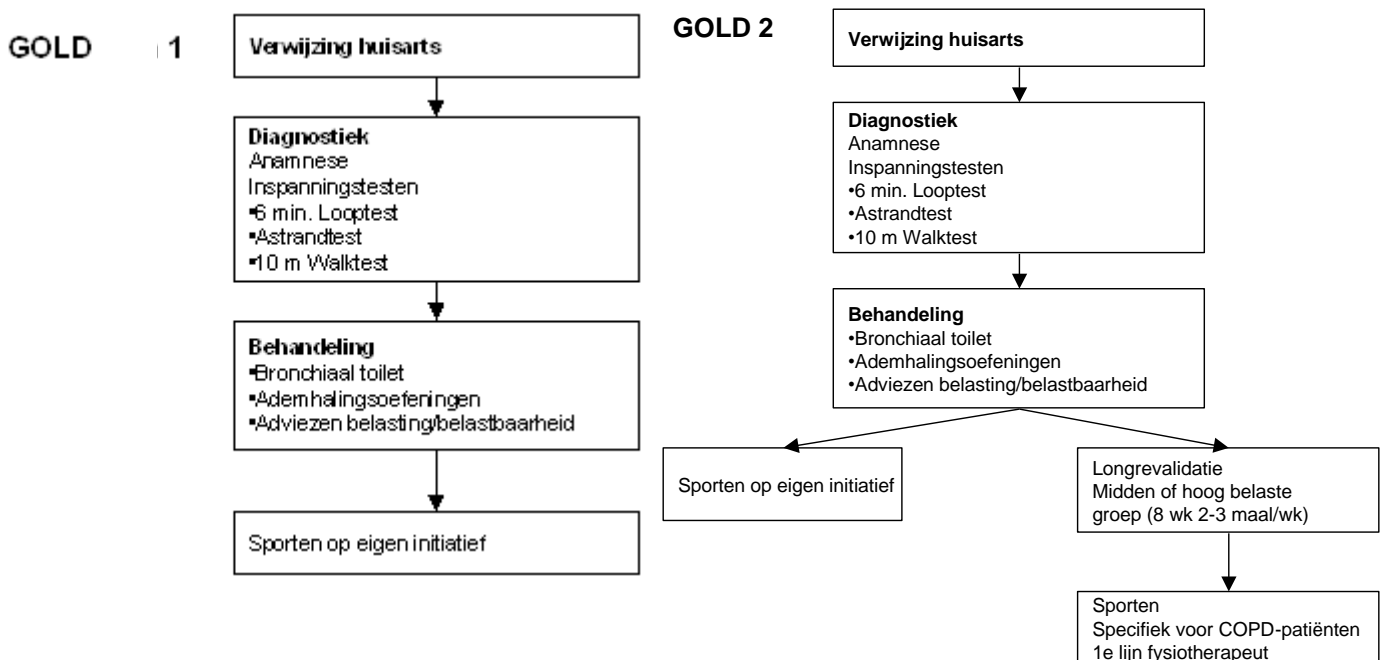 GOLD 1
Verwijzing huisarts
Diagnostiek
Anamnese
Inspanningstesten
▪6 min. Looptest
▪Astrandtest
▪10 m Walktest
Behandeling
▪Bronchiaal toilet
▪Ademhalingsoefeningen
▪Adviezen belasting/belastbaarheid
Sporten op eigen initiatief
GOLD 2
Verwijzing huisarts
Diagnostiek
Anamnese
Inspanningstesten
•6 min. Looptest
•Astrandtest
•10 m Walktest
Behandeling
•Bronchiaal toilet
•Ademhalingsoefeningen
•Adviezen belasting/belastbaarheid
Sporten op eigen initiatief
Longrevalidatie
Midden of hoog belaste
groep (8 wk 2-3 maal/wk)
Sporten
Specifiek voor COPD-patiënten
1e lijn fysiotherapeut